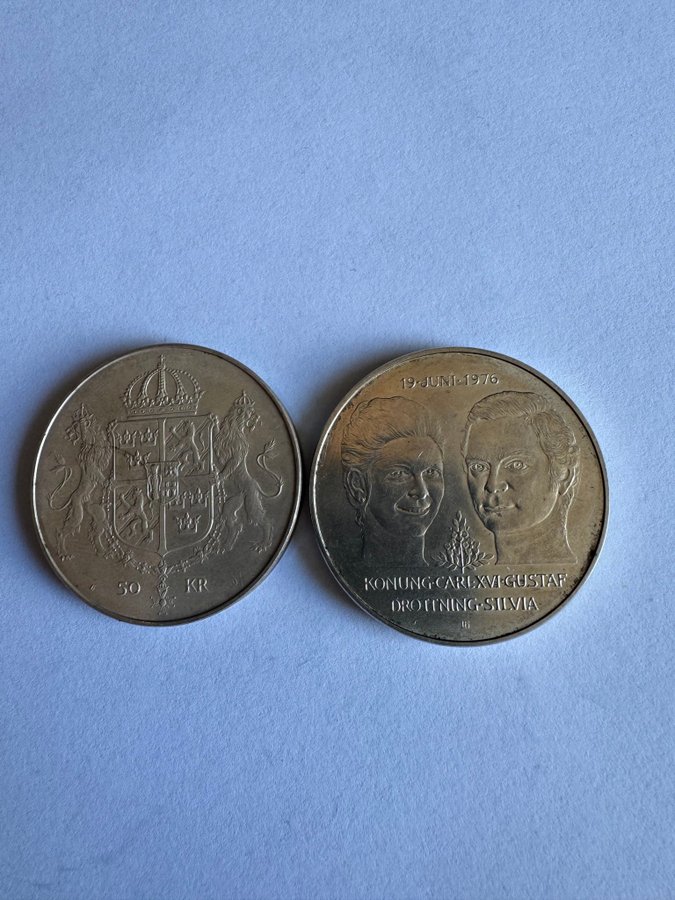 50 KR
19·JUNI·1976
KONUNG·CARL·XVI·GUSTAF
DROTTNING·SILVIA